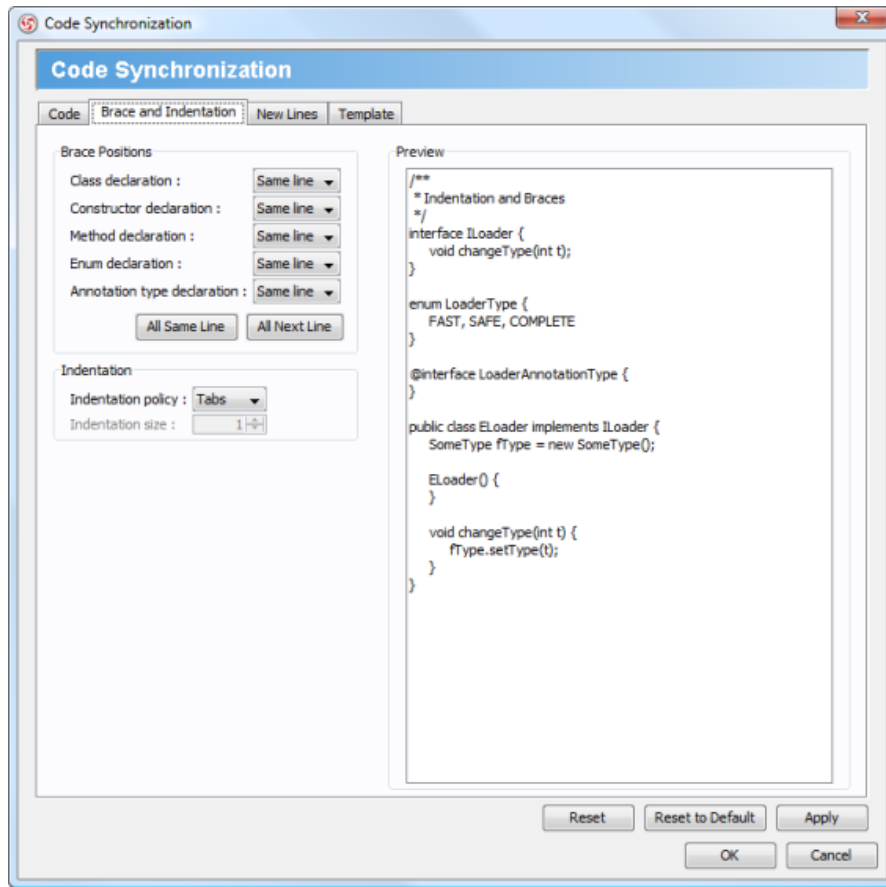 Code Synchronization
Code Synchronization
Code
Brace and Indentation
New Lines
Template
Brace Positions
Class declaration : Same line
Constructor declaration : Same line
Method declaration : Same line
Enum declaration : Same line
Annotation type declaration : Same line
All Same Line
All Next Line
Indentation
Indentation policy : Tabs
Indentation size : 1
Preview
/**
* Indentation and Braces
*/
interface ILoader {
void changeType(int t);
}
enum LoaderType {
FAST, SAFE, COMPLETE
}
@interface LoaderAnnotationType {
}
public class ELoader implements ILoader {
SomeType fType = new SomeType();
ELoader() {
}
void changeType(int t) {
fType.setType(t);
}
}
Reset
Reset to Default
Apply
OK
Cancel